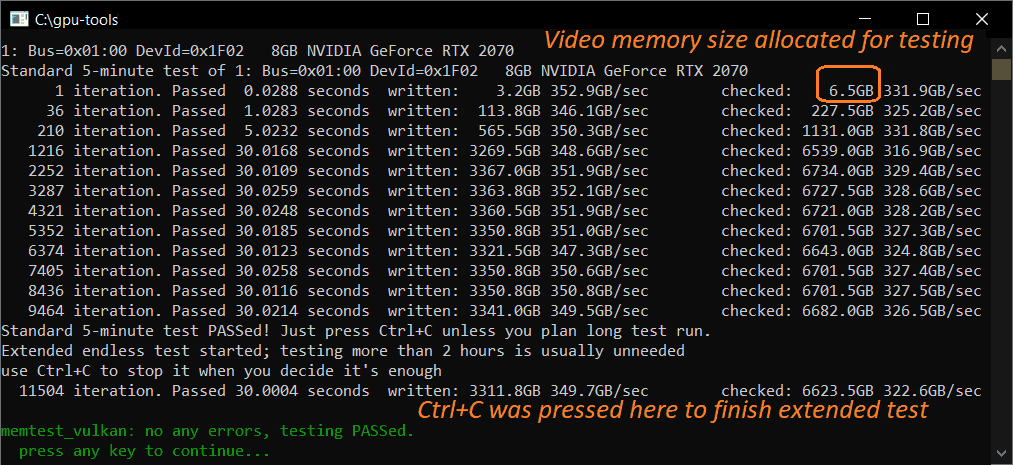 C:\gpu-tools
1: Bus=0x01:00 DevId=0x1F02   8GB NVIDIA GeForce RTX 2070
Video memory size allocated for testing
Standard 5-minute test of 1: Bus=0x01:00 DevId=0x1F02   8GB NVIDIA GeForce RTX 2070
1 iteration. Passed  0.0288 seconds  written:    3.2GB 352.9GB/sec        checked:    6.5GB 331.9GB/sec
36 iteration. Passed  1.0283 seconds  written:  113.8GB 346.1GB/sec        checked:  227.5GB 325.2GB/sec
210 iteration. Passed  5.0232 seconds  written:  565.5GB 350.3GB/sec        checked: 1131.0GB 331.8GB/sec
1216 iteration. Passed 30.0168 seconds  written: 3269.5GB 348.6GB/sec        checked: 6539.0GB 316.9GB/sec
2252 iteration. Passed 30.0109 seconds  written: 3367.0GB 351.9GB/sec        checked: 6734.0GB 329.4GB/sec
3287 iteration. Passed 30.0259 seconds  written: 3363.8GB 352.1GB/sec        checked: 6727.5GB 328.6GB/sec
4321 iteration. Passed 30.0248 seconds  written: 3360.5GB 351.9GB/sec        checked: 6721.0GB 328.2GB/sec
5352 iteration. Passed 30.0185 seconds  written: 3350.8GB 351.0GB/sec        checked: 6701.5GB 327.3GB/sec
6374 iteration. Passed 30.0123 seconds  written: 3321.5GB 347.3GB/sec        checked: 6643.0GB 324.8GB/sec
7405 iteration. Passed 30.0258 seconds  written: 3350.8GB 350.6GB/sec        checked: 6701.5GB 327.4GB/sec
8436 iteration. Passed 30.0116 seconds  written: 3350.8GB 350.8GB/sec        checked: 6701.5GB 327.5GB/sec
9464 iteration. Passed 30.0214 seconds  written: 3341.0GB 349.5GB/sec        checked: 6682.0GB 326.5GB/sec
Standard 5-minute test PASSed! Just press Ctrl+C unless you plan long test run.
Extended endless test started; testing more than 2 hours is usually unneeded
use Ctrl+C to stop it when you decide it's enough
11504 iteration. Passed 30.0004 seconds  written: 3311.8GB 349.7GB/sec        checked: 6623.5GB 322.6GB/sec
Ctrl+C was pressed here to finish extended test
memtest_vulkan: no any errors, testing PASSed.
press any key to continue...